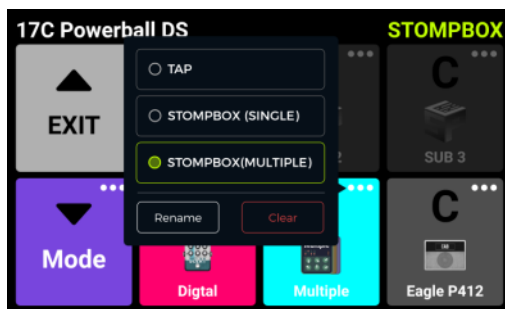 17C Powerball DS
STOMPBOX
TAP
STOMPBOX (SINGLE)
STOMPBOX(MULTIPLE)
Rename
Clear
EXIT
C
SUB 3
Mode
Digtal
Multiple
C
CAB
Eagle P412